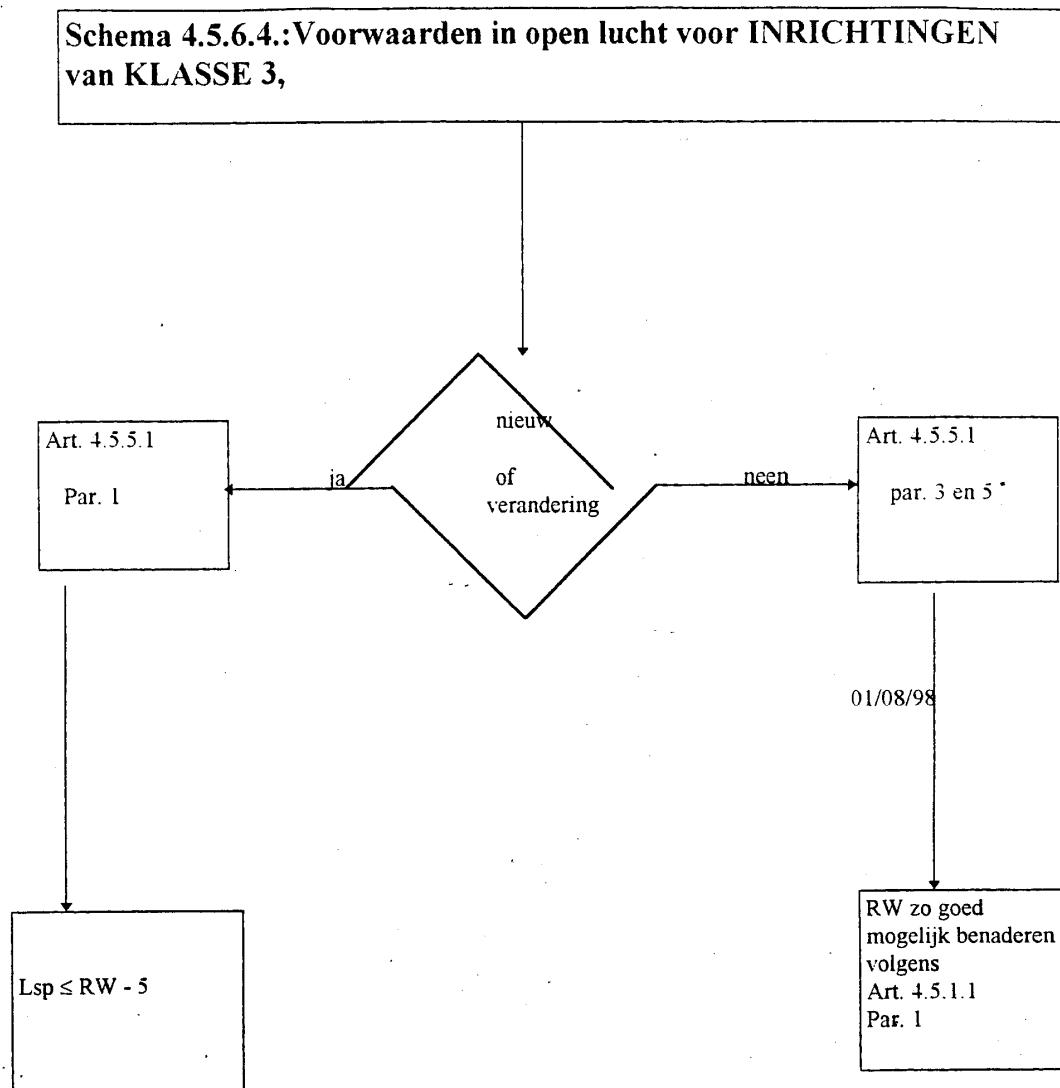 Schema 4.5.6.4.:Voorwaarden in open lucht voor INRICHTINGEN
van KLASSE 3,
nieuw
of
verandering
ja
neen
Art. 4.5.5.1
Par. 1
Art. 4.5.5.1
par. 3 en 5
01/08/98
Lsp ≤ RW - 5
RW zo goed
mogelijk benaderen
volgens
Art. 4.5.1.1
Par. 1